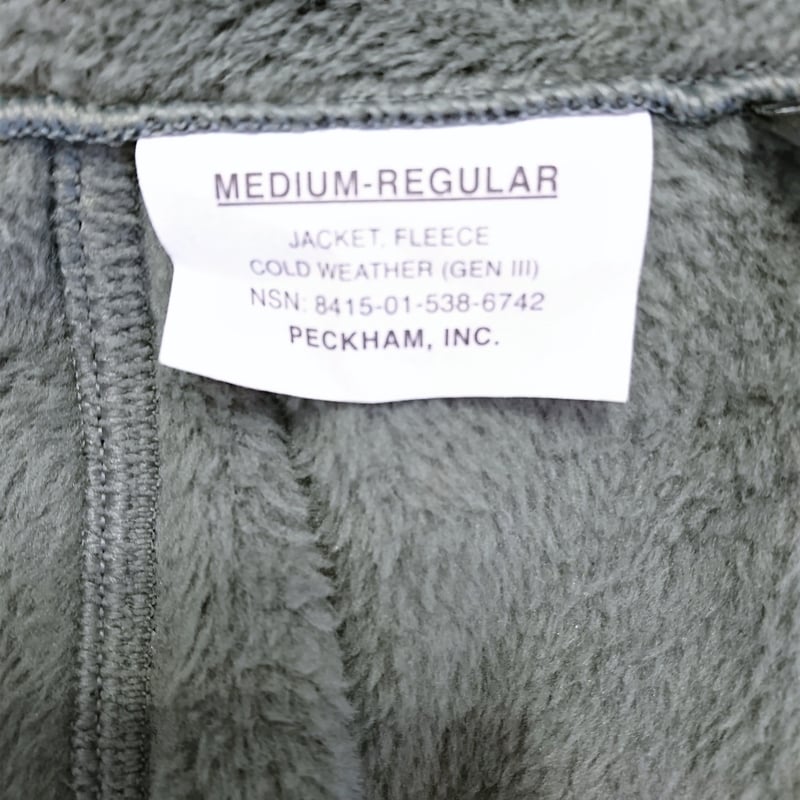 MEDIUM-REGULAR
JACKET, FLEECE
COLD WEATHER (GEN III)
NSN: 8415-01-538-6742
PECKHAM, INC.